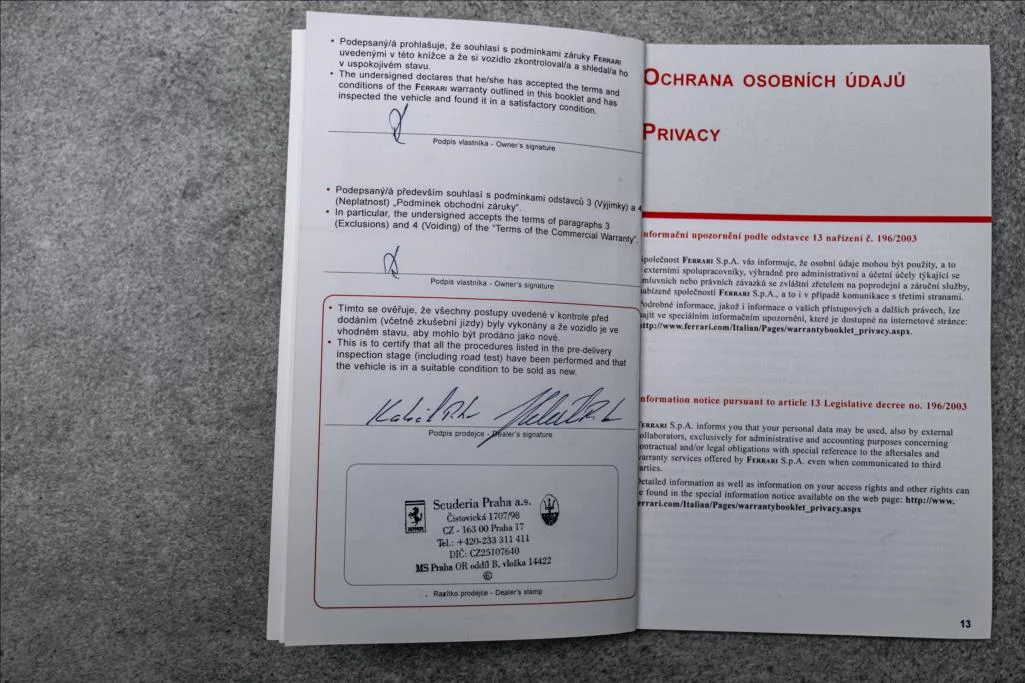 • Podepsaný/á prohlašuje, že souhlasí s podmínkami záruky FERRARI
uvedenými v této knížce a že si vozidlo zkontroloval/a a shledal/a ho
v uspokojivém stavu.
• The undersigned declares that he/she has accepted the terms and
conditions of the FERRARI warranty outlined in this booklet and has
inspected the vehicle and found it in a satisfactory condition.
Podpis vlastníka - Owner's signature
• Podepsaný/á především souhlasí s podmínkami odstavců 3 (Výjimky) a 4
(Neplatnost) „Podmínek obchodní záruky".
• In particular, the undersigned accepts the terms of paragraphs 3
(Exclusions) and 4 (Voiding) of the "Terms of the Commercial Warranty".
Podpis vlastníka - Owner's signature
• Tímto se ověřuje, že všechny postupy uvedené v kontrole před
dodáním (včetně zkušební jízdy) byly vykonány a že vozidlo je ve
vhodném stavu, aby mohlo být prodáno jako nové.
• This is to certify that all the procedures listed in the pre-delivery
inspection stage (including road test) have been performed and that
the vehicle is in a suitable condition to be sold as new.
Podpis prodejce - Dealer's signature
Scuderia Praha a.s.
Čistovická 1707/98
CZ - 163 00 Praha 17
Tel.: +420-233 311 411
DIČ: CZ25107640
MS Praha OR oddíl B, vložka 14422
6
Razítko prodejce - Dealer's stamp
OCHRANA OSOBNÍCH ÚDAJŮ
PRIVACY
nformační upozornění podle odstavce 13 nařízení č. 196/2003
polečnost FERRARI S.p.A. vás informuje, že osobní údaje mohou být použity, a to
externími spolupracovníky, výhradně pro administrativní a účetní účely týkající se
mluvních nebo právních závazků se zvláštní zřetelem na poprodejní a záruční služby,
abízené společností FERRARI S.p.A., a to i v případě komunikace s třetími stranami.
odrobné informace, jakož i informace o vašich přístupových a dalších právech, lze
ajít ve speciálním informačním upozornění, které je dostupné na internetové stránce:
ttp://www.ferrari.com/Italian/Pages/warrantybooklet_privacy.aspx.
nformation notice pursuant to article 13 Legislative decree no. 196/2003
FERRARI S.p.A. informs you that your personal data may be used, also by external
ollaborators, exclusively for administrative and accounting purposes concerning
ontractual and/or legal obligations with special reference to the aftersales and
arranty services offered by FERRARI S.p.A. even when communicated to third
arties.
etailed information as well as information on your access rights and other rights can
e found in the special information notice available on the web page: http://www.
errari.com/Italian/Pages/warrantybooklet_privacy.aspx
13